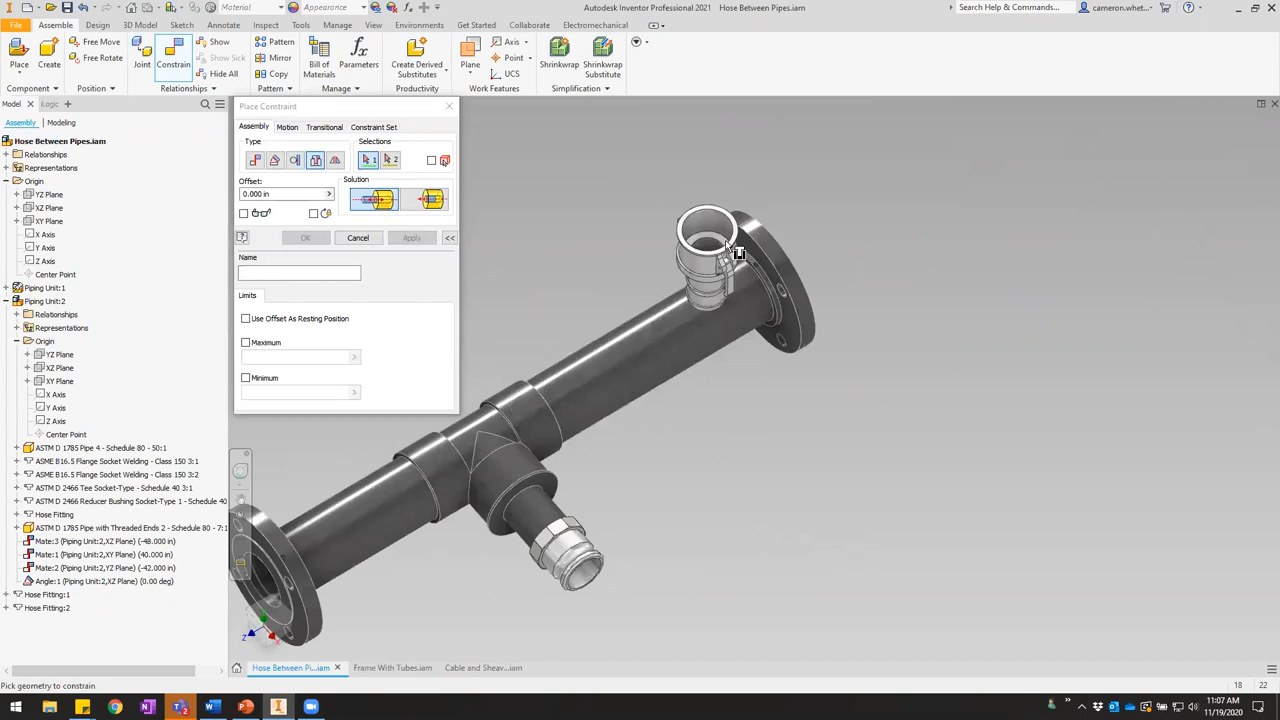 Material
Appearance
Autodesk Inventor Professional 2021
Hose Between Pipes.iam
Search Help & Commands...
cameron.whet...
File
Assemble
Design
3D Model
Sketch
Annotate
Inspect
Tools
Manage
View
Environments
Get Started
Collaborate
Electromechanical
Place
Create
Free Move
Free Rotate
Joint
Constrain
Show
Show Sick
Hide All
Pattern
Mirror
Copy
Bill of
Materials
Parameters
Create Derived
Substitutes
Plane
Axis
Point
UCS
Shrinkwrap
Shrinkwrap
Substitute
Component
Position
Relationships
Pattern
Manage
Productivity
Work Features
Simplification
Model
iLogic
Assembly
Modeling
Hose Between Pipes.iam
Relationships
Representations
Origin
YZ Plane
XZ Plane
XY Plane
X Axis
Y Axis
Z Axis
Center Point
Piping Unit:1
Piping Unit:2
Relationships
Representations
Origin
YZ Plane
XZ Plane
XY Plane
X Axis
Y Axis
Z Axis
Center Point
ASTM D 1785 Pipe 4 - Schedule 80 - 50:1
ASME B16.5 Flange Socket Welding - Class 150 3:1
ASME B16.5 Flange Socket Welding - Class 150 3:2
ASTM D 2466 Tee Socket-Type - Schedule 40 3:1
ASTM D 2466 Reducer Bushing Socket-Type 1 - Schedule 40
Hose Fitting
ASTM D 1785 Pipe with Threaded Ends 2 - Schedule 80 - 7:1
Mate:3 (Piping Unit:2,XZ Plane) (-48.000 in)
Mate:1 (Piping Unit:2,XY Plane) (40.000 in)
Mate:2 (Piping Unit:2,YZ Plane) (-42.000 in)
Angle:1 (Piping Unit:2,XZ Plane) (0.00 deg)
Hose Fitting:1
Hose Fitting:2
Place Constraint
Assembly
Motion
Transitional
Constraint Set
Type
Selections
1
2
Offset:
0.000 in
Solution
OK
Cancel
Apply
<<
Name
Limits
Use Offset As Resting Position
Maximum
Minimum
Z
X
Hose Between Pi...iam
Frame With Tubes.iam
Cable and Sheav...iam
Pick geometry to constrain
18
22
11:07 AM
11/19/2020